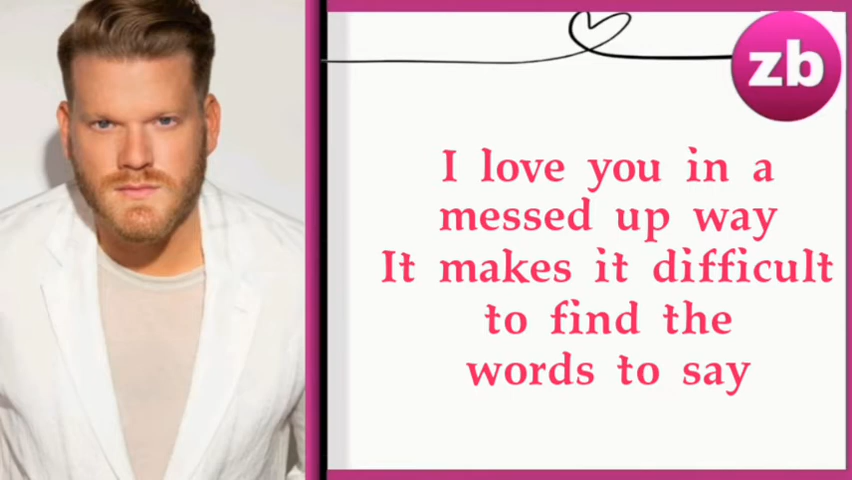 zb
I love you in a
messed up way
It makes it difficult
to find the
words to say